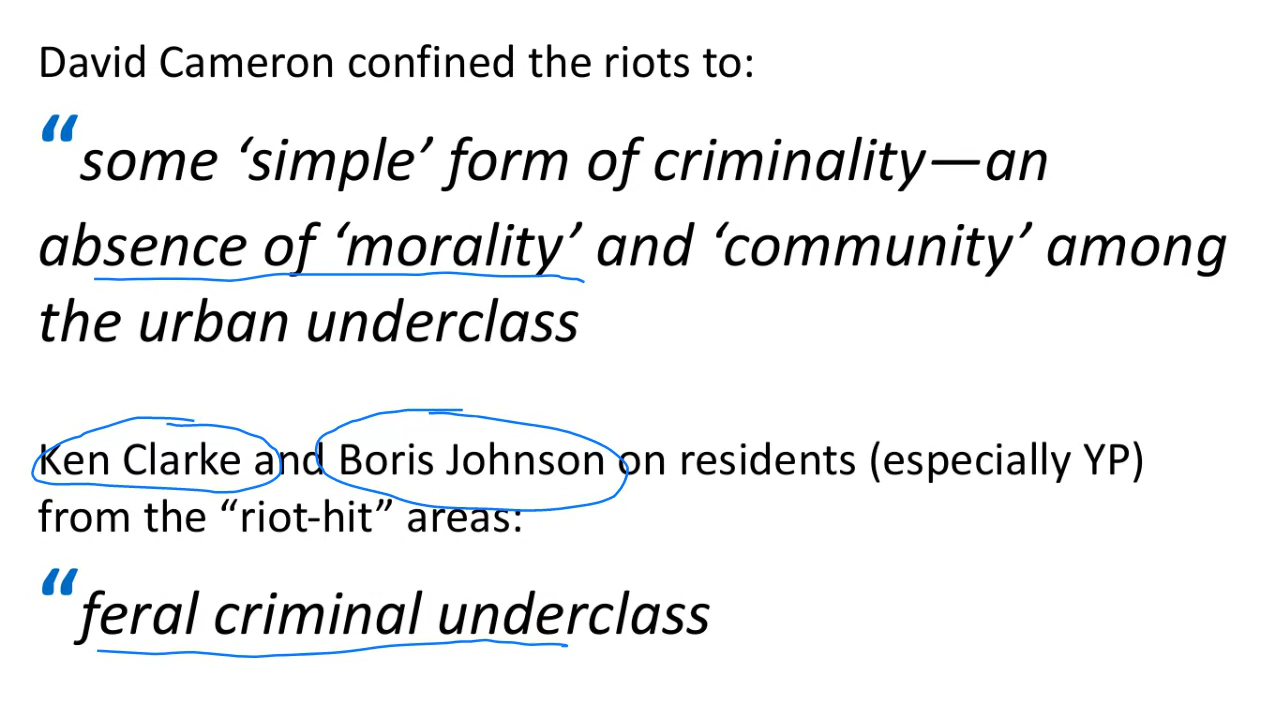 David Cameron confined the riots to:
“some ‘simple’ form of criminality—an
absence of ‘morality’ and ‘community’ among
the urban underclass
Ken Clarke and Boris Johnson on residents (especially YP)
from the “riot-hit” areas:
“feral criminal underclass